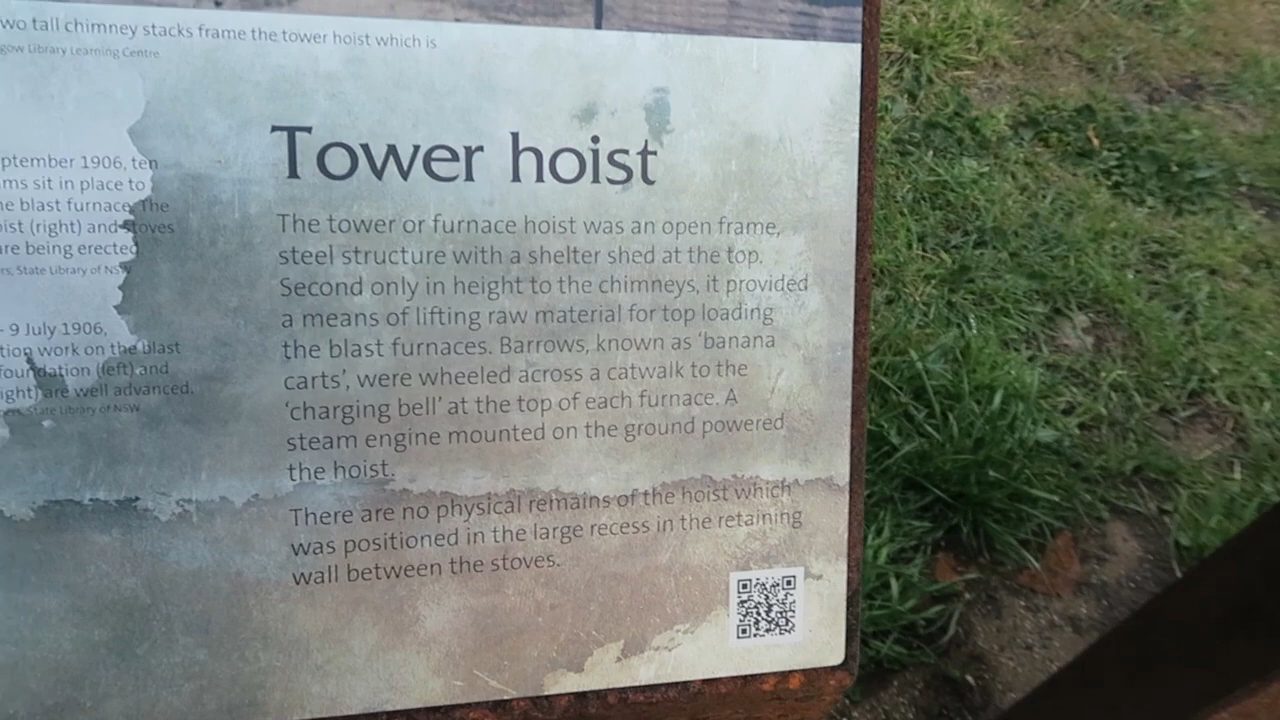 two tall chimney stacks frame the tower hoist which is
gow Library Learning Centre
ptember 1906, ten
ms sit in place to
he blast furnace. The
oist (right) and stoves
are being erected
rs, State Library of NSW
- 9 July 1906,
tion work on the blast
foundation (left) and
ight) are well advanced.
pers, State Library of NSW
Tower hoist
The tower or furnace hoist was an open frame,
steel structure with a shelter shed at the top.
Second only in height to the chimneys, it provided
a means of lifting raw material for top loading
the blast furnaces. Barrows, known as ‘banana
carts’, were wheeled across a catwalk to the
‘charging bell’ at the top of each furnace. A
steam engine mounted on the ground powered
the hoist.
There are no physical remains of the hoist which
was positioned in the large recess in the retaining
wall between the stoves.